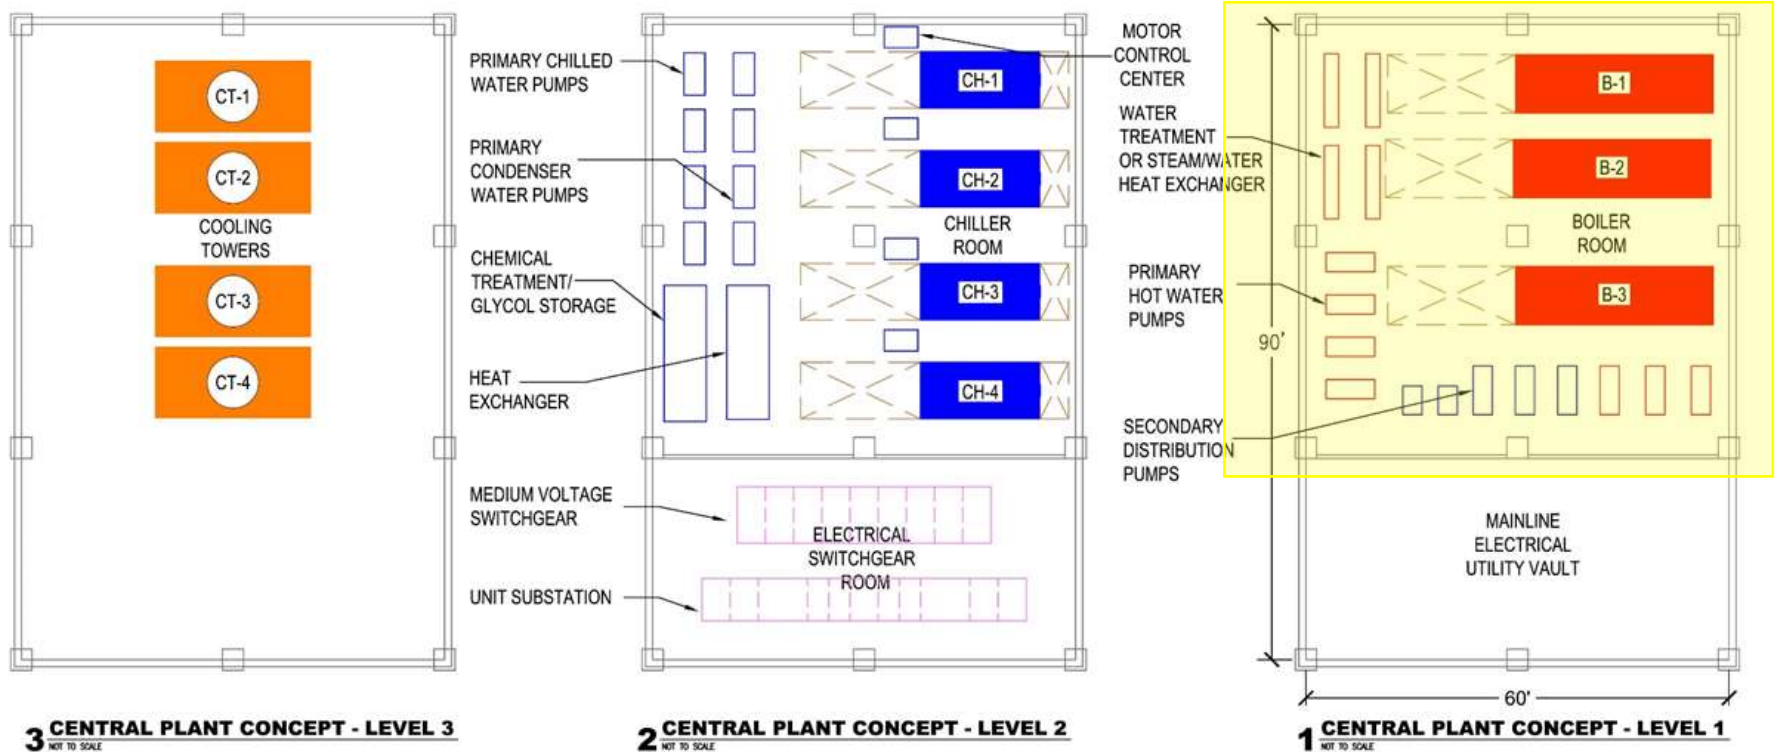 CT-1
CT-2
COOLING
TOWERS
CT-3
CT-4
3 CENTRAL PLANT CONCEPT - LEVEL 3
NOT TO SCALE
PRIMARY CHILLED
WATER PUMPS
PRIMARY
CONDENSER
WATER PUMPS
CHEMICAL
TREATMENT/
GLYCOL STORAGE
HEAT
EXCHANGER
MEDIUM VOLTAGE
SWITCHGEAR
UNIT SUBSTATION
CH-1
CH-2
CHILLER
ROOM
CH-3
CH-4
ELECTRICAL
SWITCHGEAR
ROOM
2 CENTRAL PLANT CONCEPT - LEVEL 2
NOT TO SCALE
MOTOR
CONTROL
CENTER
WATER
TREATMENT
OR STEAM/WATER
HEAT EXCHANGER
PRIMARY
HOT WATER
PUMPS
SECONDARY
DISTRIBUTION
PUMPS
90'
B-1
B-2
BOILER
ROOM
B-3
MAINLINE
ELECTRICAL
UTILITY VAULT
60'
1 CENTRAL PLANT CONCEPT - LEVEL 1
NOT TO SCALE